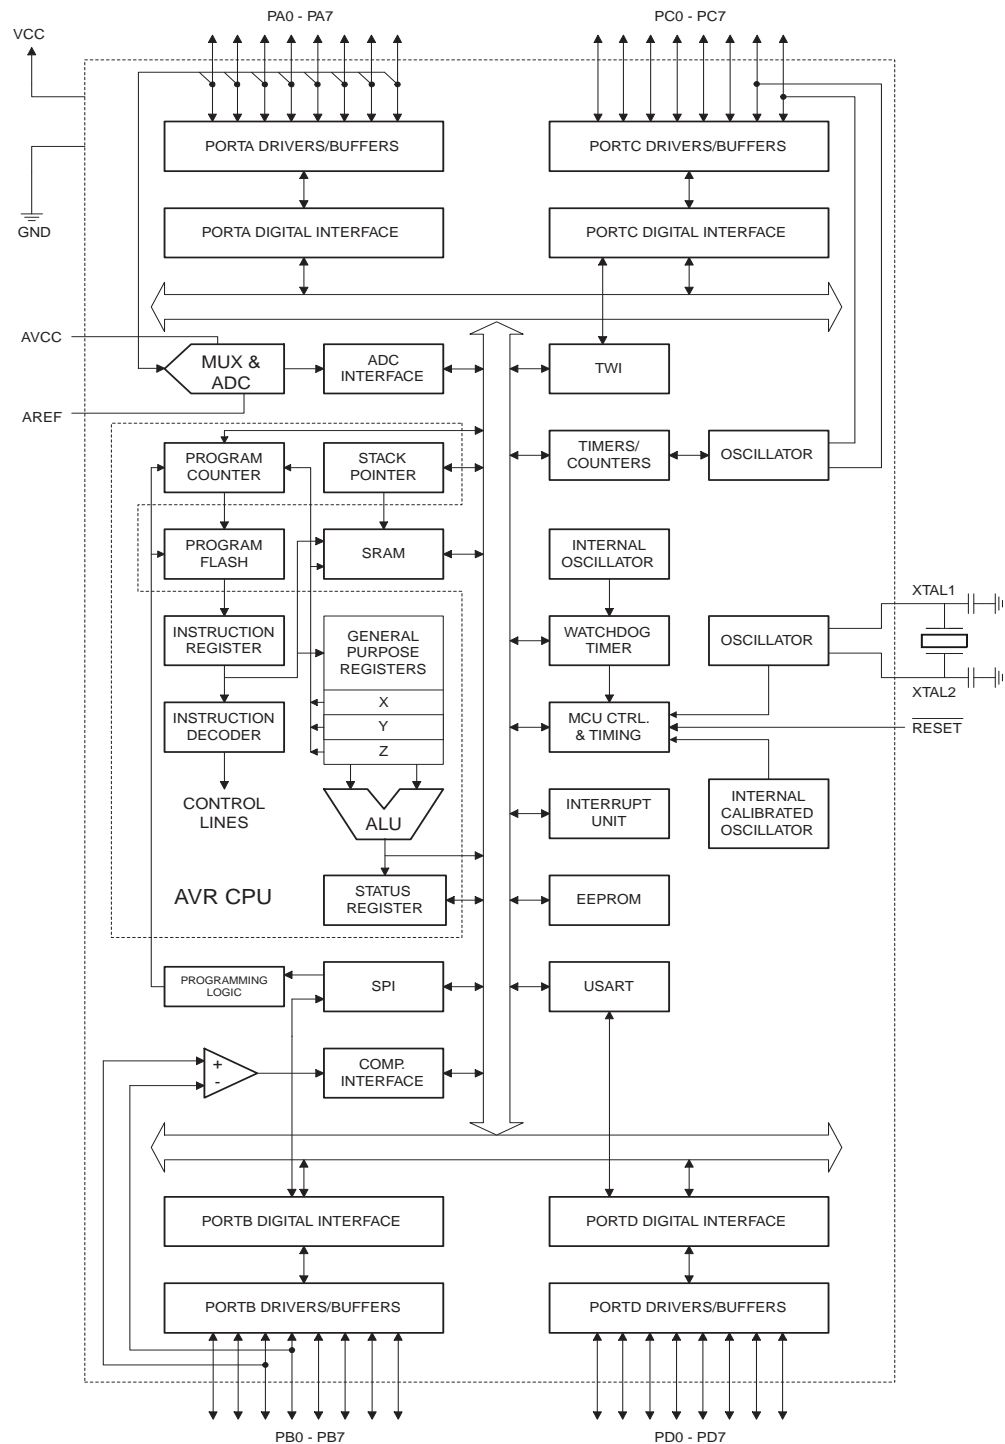 PA0 - PA7
PC0 - PC7
VCC
PORTA DRIVERS/BUFFERS
PORTC DRIVERS/BUFFERS
GND
PORTA DIGITAL INTERFACE
PORTC DIGITAL INTERFACE
AVCC
MUX &
ADC
ADC
INTERFACE
TWI
AREF
PROGRAM
COUNTER
STACK
POINTER
TIMERS/
COUNTERS
OSCILLATOR
PROGRAM
FLASH
SRAM
INTERNAL
OSCILLATOR
XTAL1
INSTRUCTION
REGISTER
GENERAL
PURPOSE
REGISTERS
WATCHDOG
TIMER
OSCILLATOR
XTAL2
X
INSTRUCTION
DECODER
Y
Z
MCU CTRL.
& TIMING
RESET
CONTROL
LINES
ALU
INTERRUPT
UNIT
INTERNAL
CALIBRATED
OSCILLATOR
AVR CPU
STATUS
REGISTER
EEPROM
PROGRAMMING
LOGIC
SPI
USART
+
-
COMP.
INTERFACE
PORTB DIGITAL INTERFACE
PORTD DIGITAL INTERFACE
PORTB DRIVERS/BUFFERS
PORTD DRIVERS/BUFFERS
PB0 - PB7
PD0 - PD7